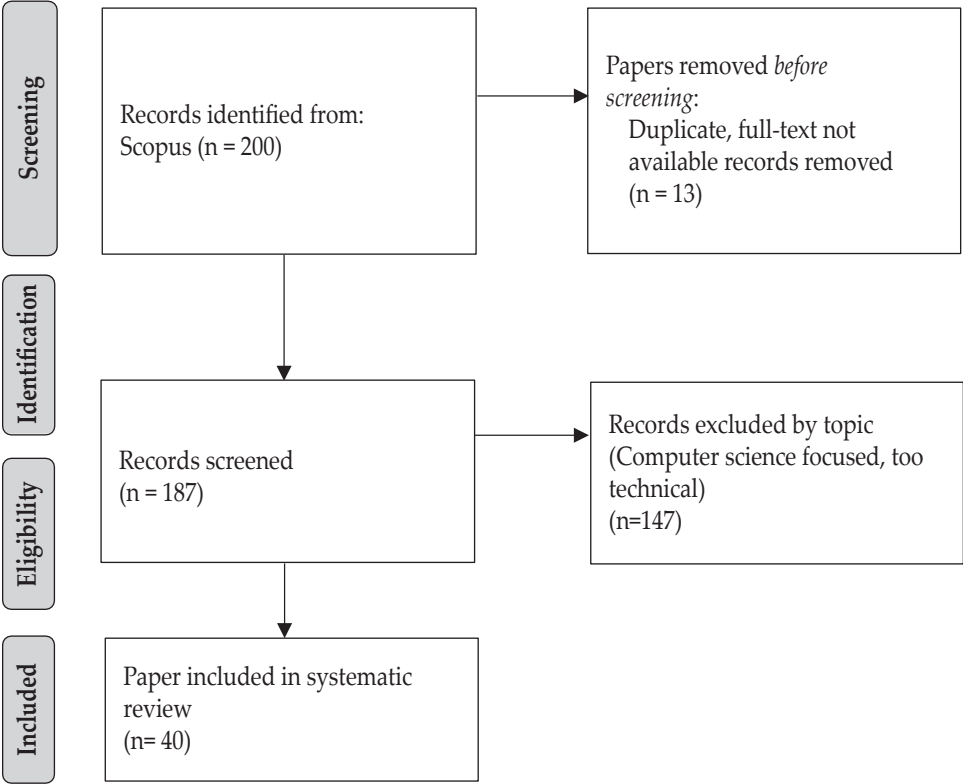 Screening
Records identified from:
Scopus (n = 200)
Papers removed before
screening:
Duplicate, full-text not
available records removed
(n = 13)
Identification
Records screened
(n = 187)
Records excluded by topic
(Computer science focused, too
technical)
(n=147)
Eligibility
Included
Paper included in systematic
review
(n= 40)